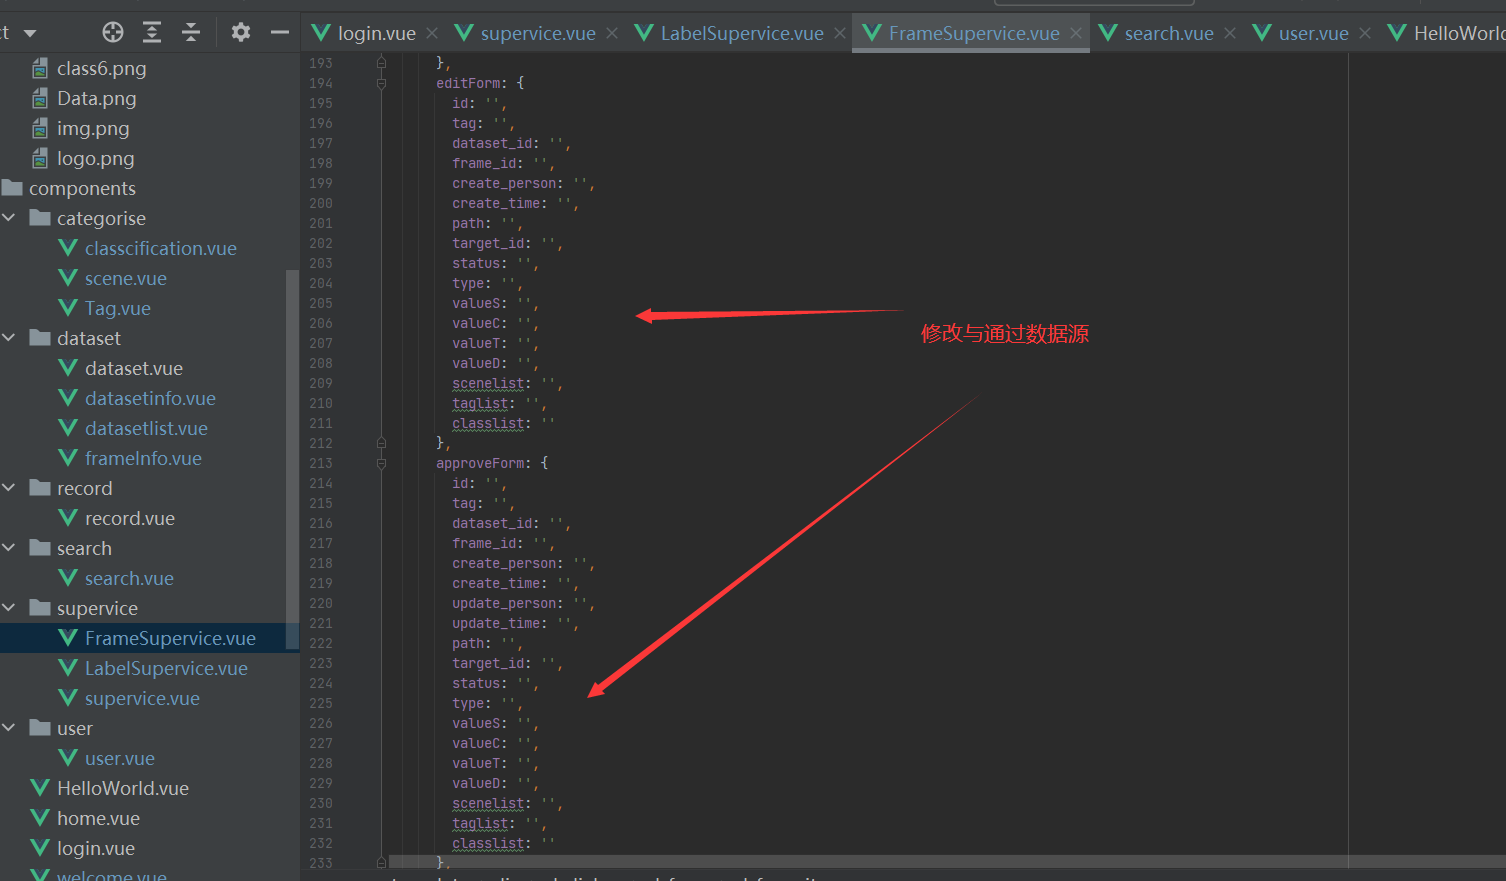 ct
login.vue
supervice.vue
LabelSupervice.vue
FrameSupervice.vue
search.vue
user.vue
HelloWorld
class6.png
Data.png
img.png
logo.png
components
categorise
classcification.vue
scene.vue
Tag.vue
dataset
dataset.vue
datasetinfo.vue
datasetlist.vue
frameInfo.vue
record
record.vue
search
search.vue
supervice
FrameSupervice.vue
LabelSupervice.vue
supervice.vue
user
user.vue
HelloWorld.vue
home.vue
login.vue
welcome.vue
193 },
194 editForm: {
195 id: '',
196 tag: '',
197 dataset_id: '',
198 frame_id: '',
199 create_person: '',
200 create_time: '',
201 path: '',
202 target_id: '',
203 status: '',
204 type: '',
205 valueS: '',
206 valueC: '',
207 valueT: '',
208 valueD: '',
209 scenelist: '',
210 taglist: '',
211 classlist: ''
212 },
213 approveForm: {
214 id: '',
215 tag: '',
216 dataset_id: '',
217 frame_id: '',
218 create_person: '',
219 create_time: '',
220 update_person: '',
221 update_time: '',
222 path: '',
223 target_id: '',
224 status: '',
225 type: '',
226 valueS: '',
227 valueC: '',
228 valueT: '',
229 valueD: '',
230 scenelist: '',
231 taglist: '',
232 classlist: ''
233 },
修改与通过数据源